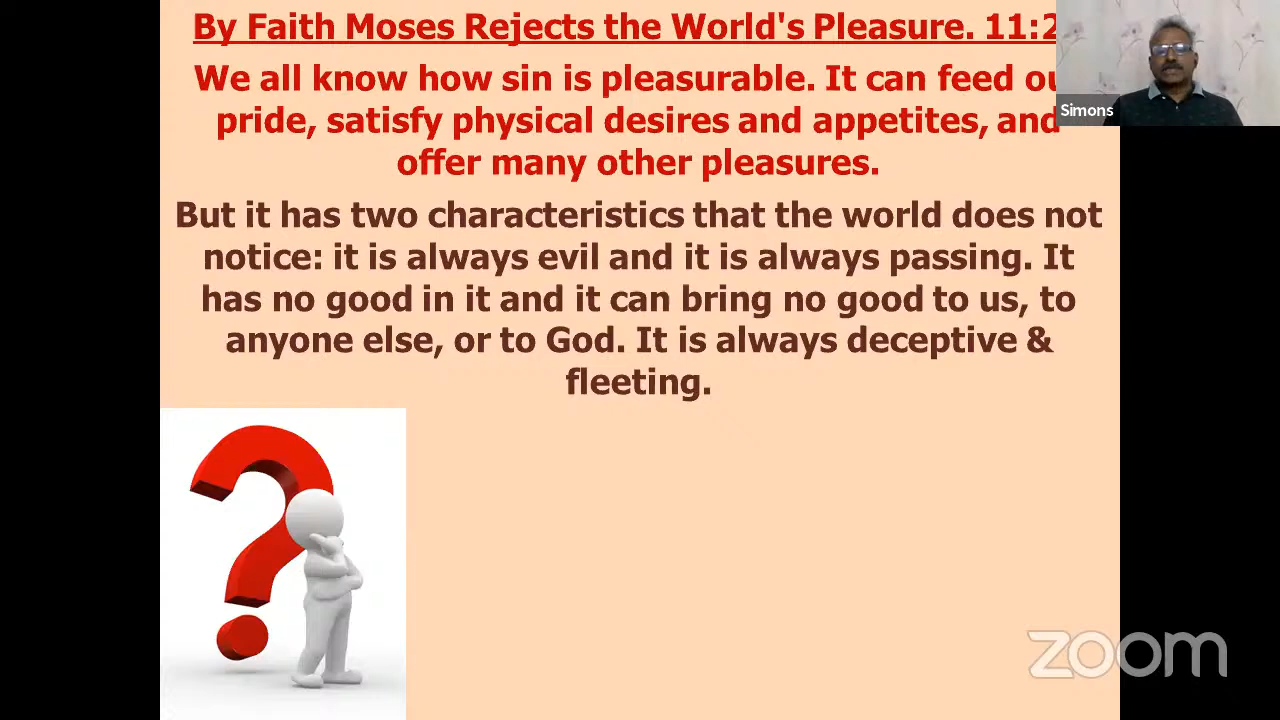 By Faith Moses Rejects the World's Pleasure. 11:2
We all know how sin is pleasurable. It can feed
pride, satisfy physical desires and appetites, and
offer many other pleasures.
But it has two characteristics that the world does not
notice: it is always evil and it is always passing. It
has no good in it and it can bring no good to us, to
anyone else, or to God. It is always deceptive &
fleeting.
Simons
zoom